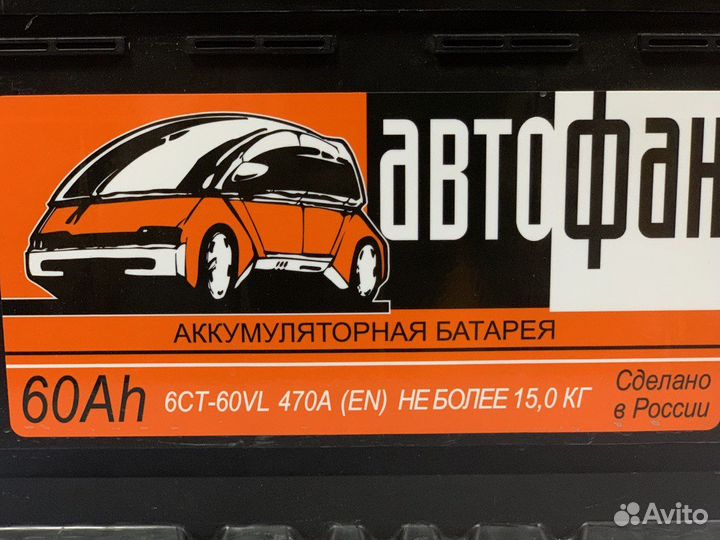 автофан
АККУМУЛЯТОРНАЯ БАТАРЕЯ
60Ah 6СТ-60VL 470A (EN) НЕ БОЛЕЕ 15,0 КГ
Сделано
в России
Avito